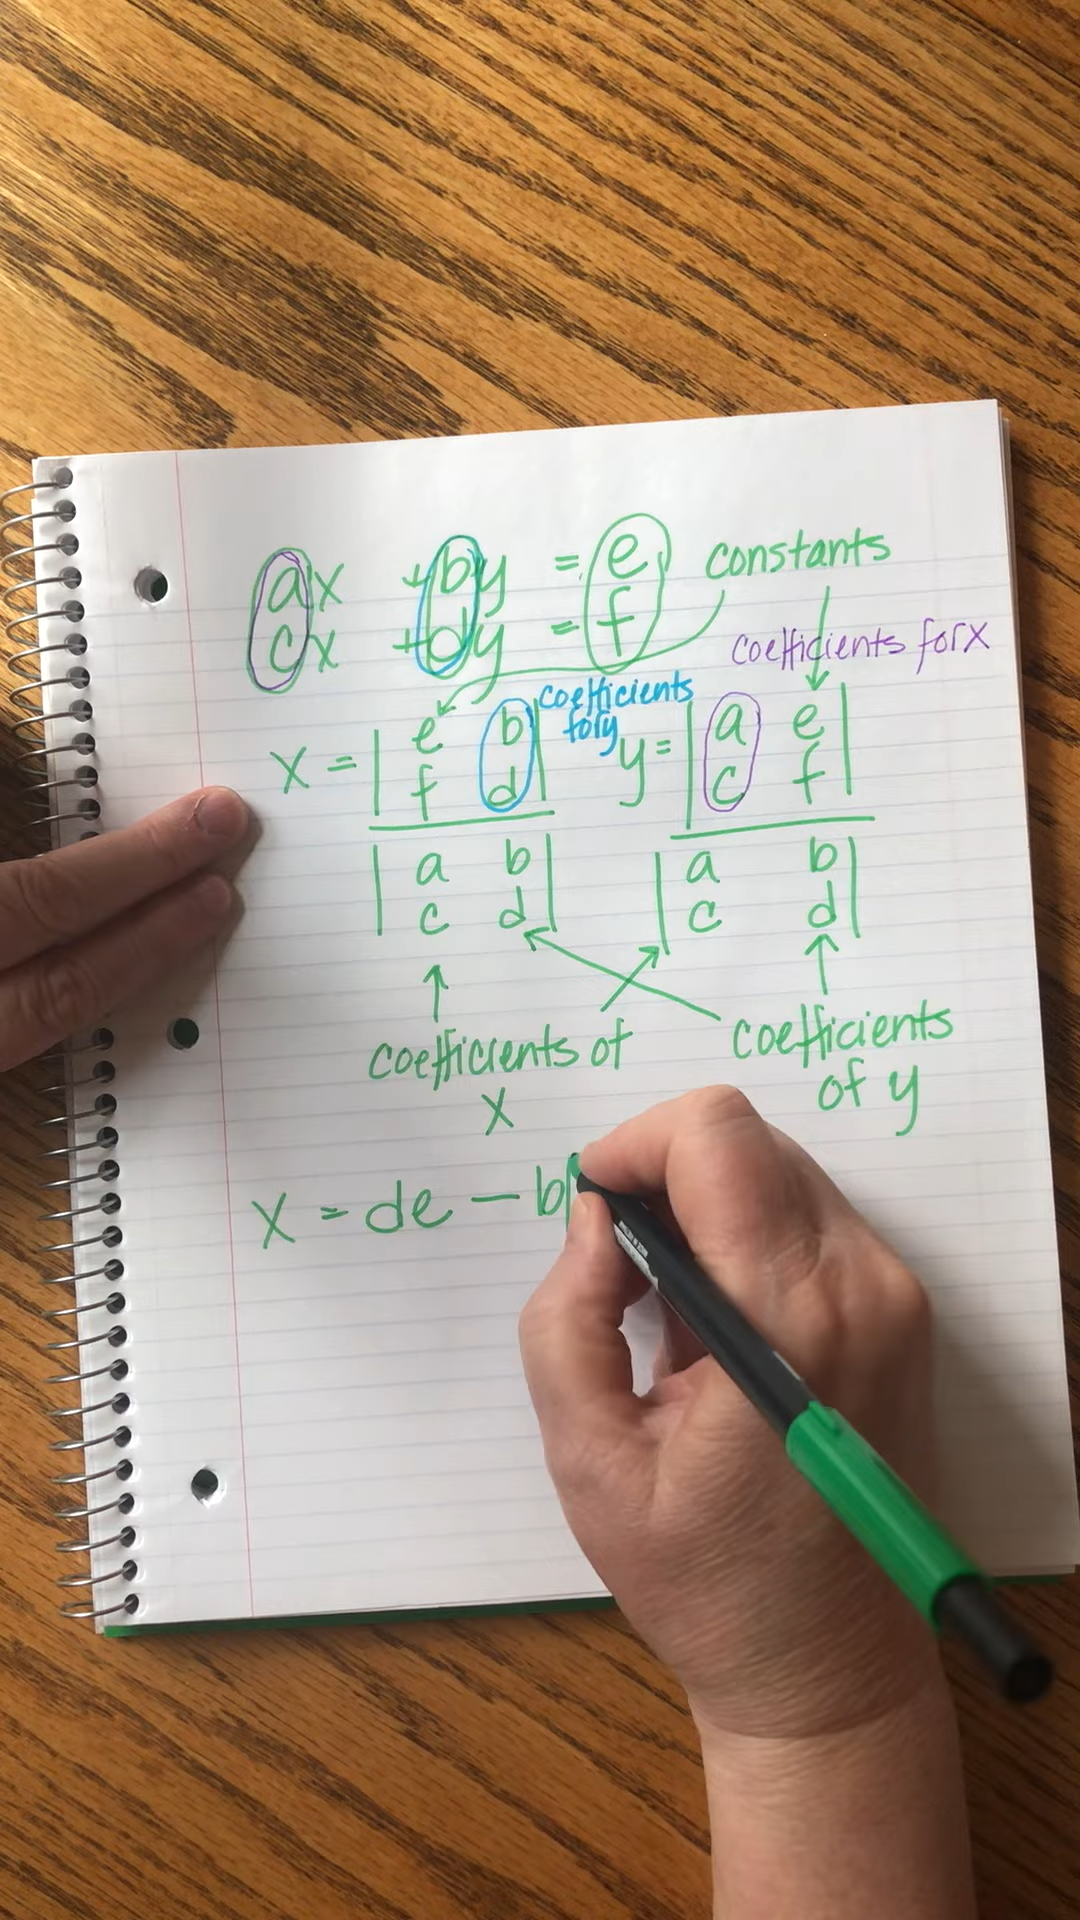 ax + by = e constants
cx + dy = f
coefficients for x
coefficients for y
x = | e b | y = | a e |
| f d | | c f |
| a b | | a b |
| c d | | c d |
coefficients of x
coefficients of y
x = de - b